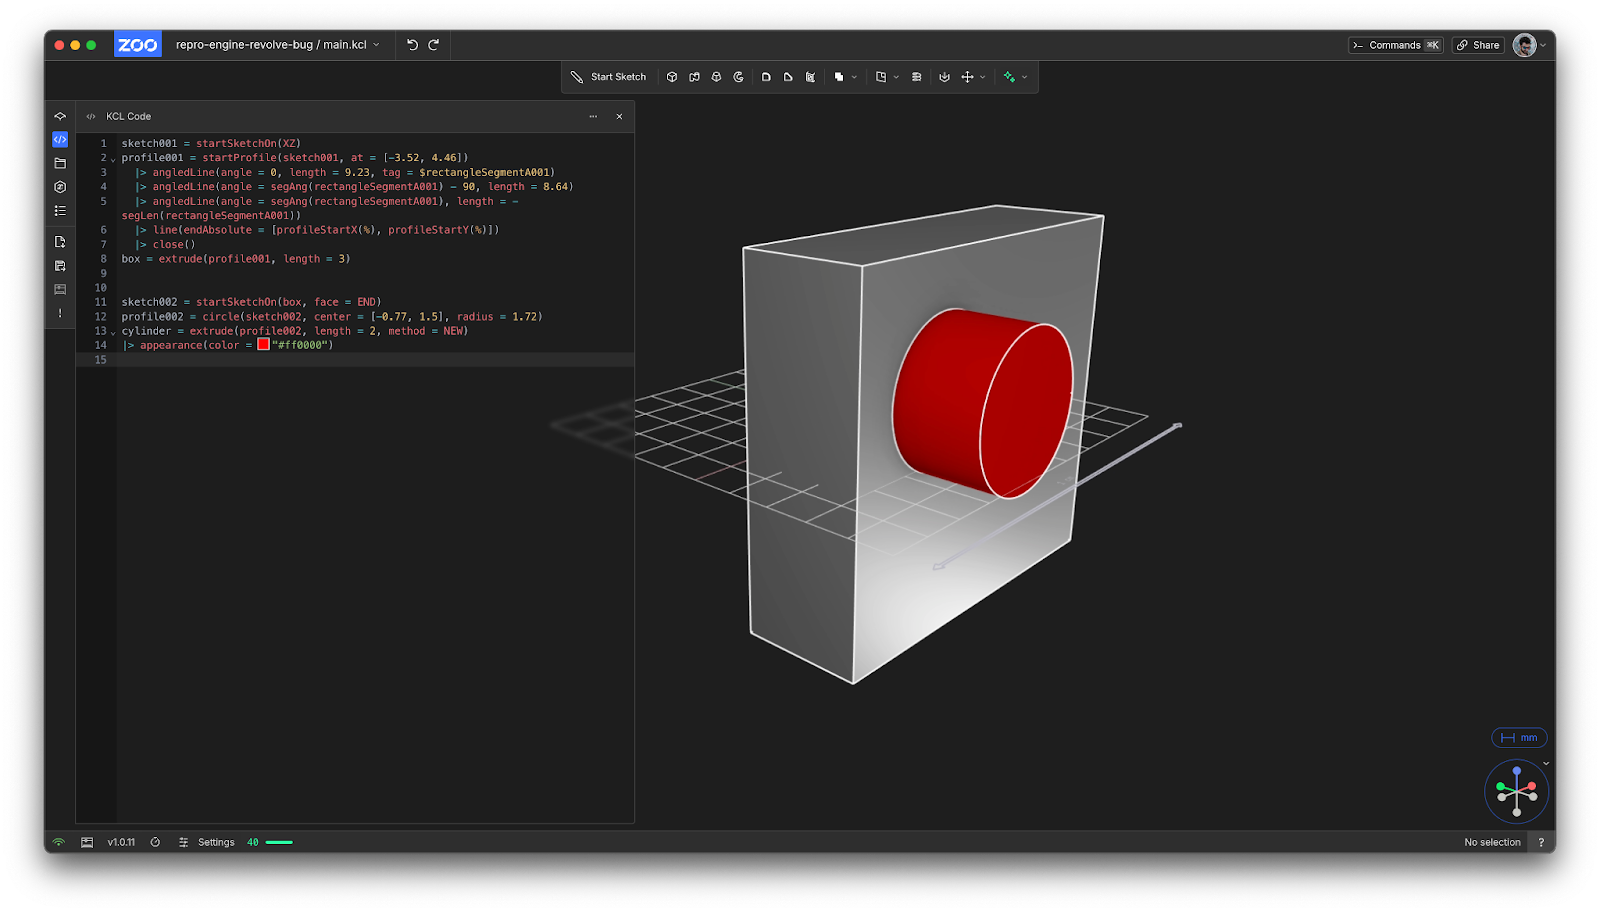 ZOO repro-engine-revolve-bug / main.kcl Commands ⌘K Share
Start Sketch
KCL Code
1 sketch001 = startSketchOn(XZ)
2 profile001 = startProfile(sketch001, at = [-3.52, 4.46])
3 |> angledLine(angle = 0, length = 9.23, tag = $rectangleSegmentA001)
4 |> angledLine(angle = segAng(rectangleSegmentA001) - 90, length = 8.64)
5 |> angledLine(angle = segAng(rectangleSegmentA001), length = -
segLen(rectangleSegmentA001))
6 |> line(endAbsolute = [profileStartX(%), profileStartY(%)])
7 |> close()
8 box = extrude(profile001, length = 3)
9
10
11 sketch002 = startSketchOn(box, face = END)
12 profile002 = circle(sketch002, center = [-0.77, 1.5], radius = 1.72)
13 cylinder = extrude(profile002, length = 2, method = NEW)
14 |> appearance(color = "#ff0000")
15
mm
v1.0.11 Settings 40 No selection ?